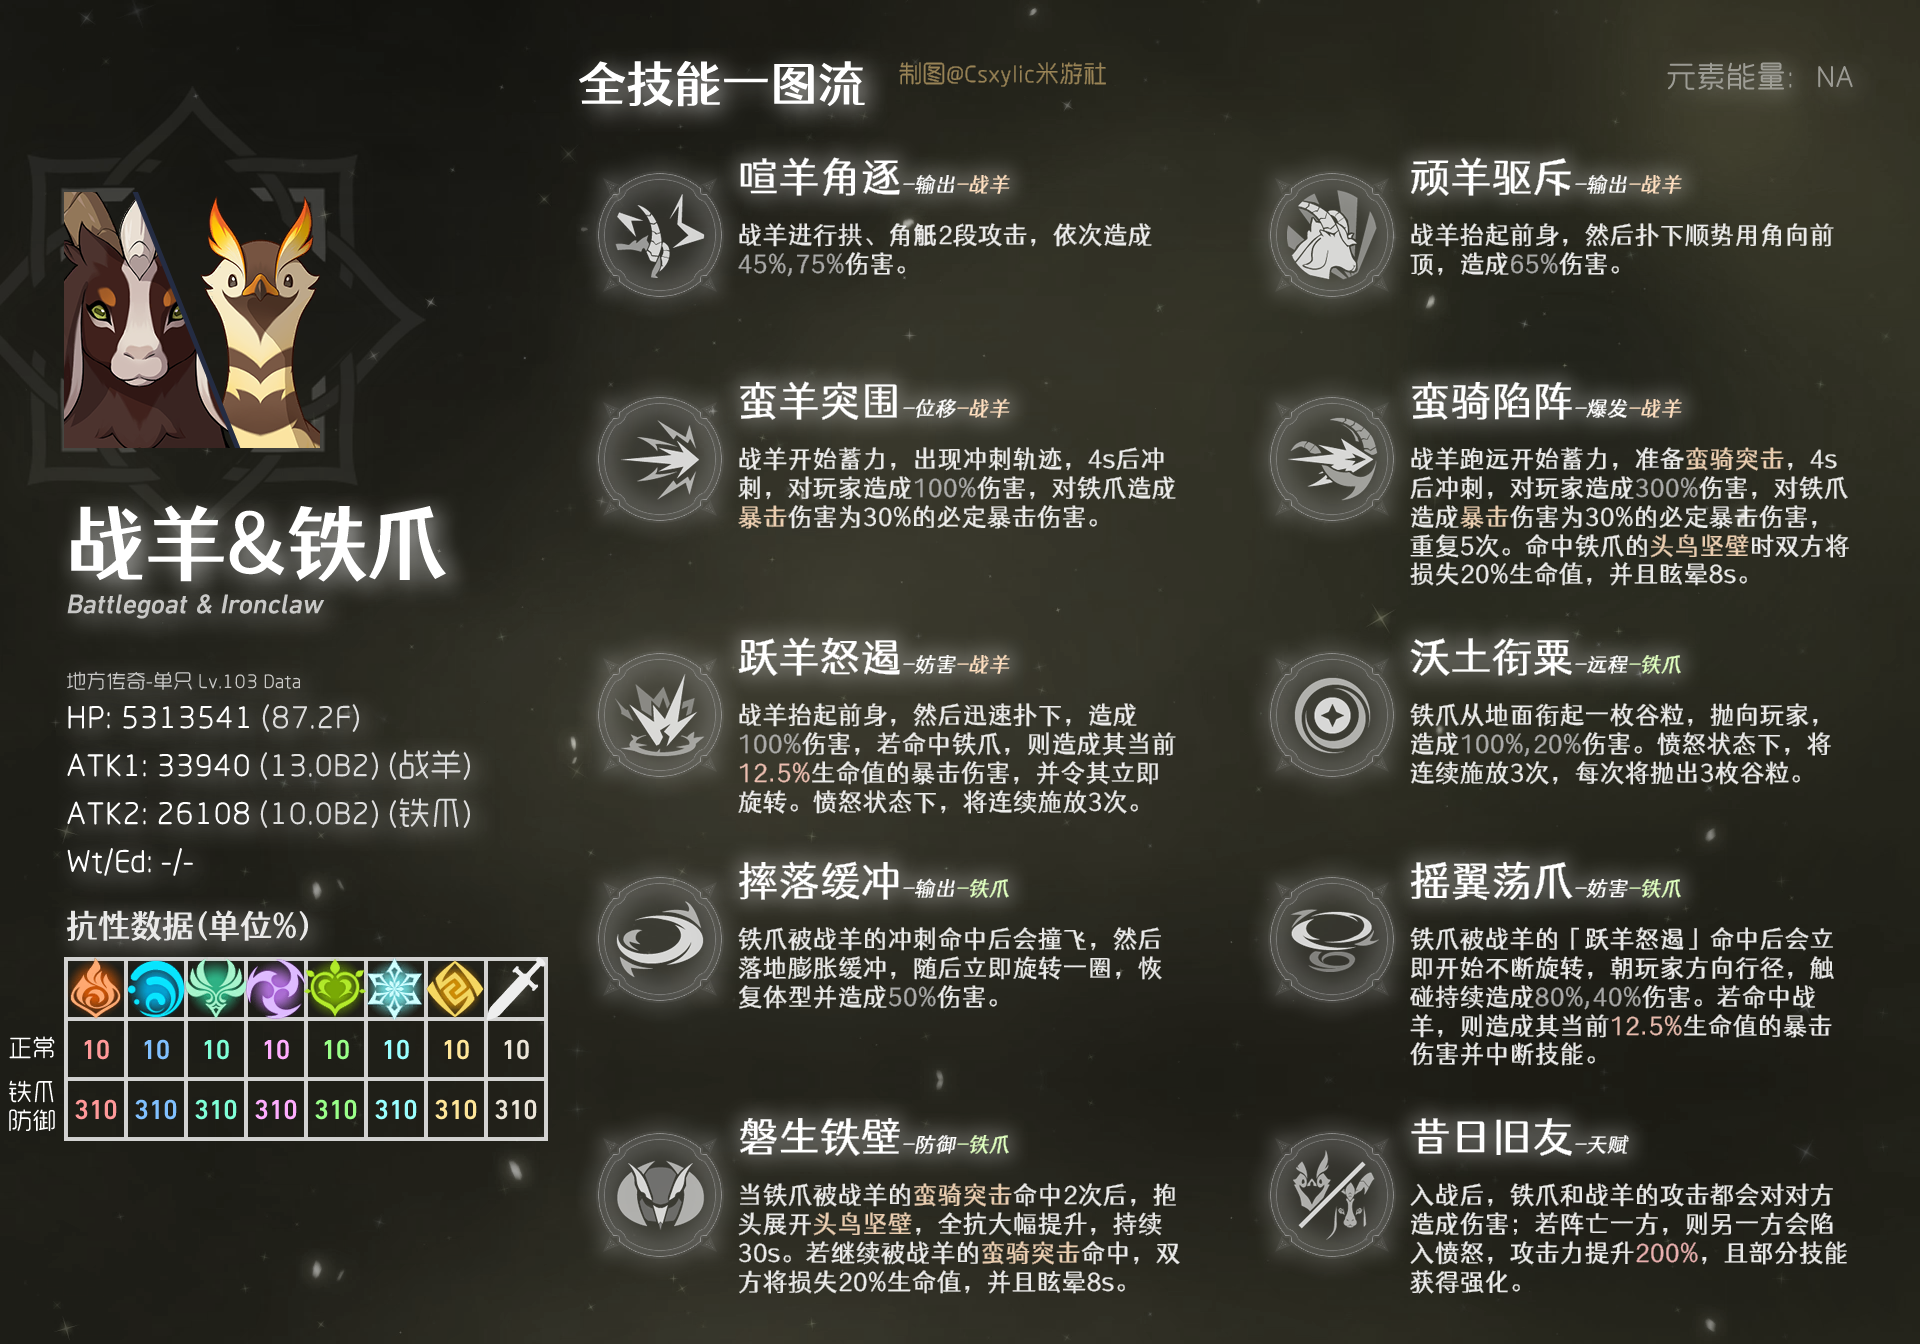 全技能一图流
制图@Csxylic米游社
元素能量： NA
战羊&铁爪
Battlegoat & Ironclaw
地方传奇-单只 Lv.103 Data
HP: 5313541 (87.2F)
ATK1: 33940 (13.0B2) (战羊)
ATK2: 26108 (10.0B2) (铁爪)
Wt/Ed: -/-
抗性数据(单位%)
正常 10 10 10 10 10 10 10 10
铁爪
防御
310 310 310 310 310 310 310 310
喧羊角逐-输出-战羊
战羊进行拱、角觝2段攻击，依次造成
45%,75%伤害。
顽羊驱斥-输出-战羊
战羊抬起前身，然后扑下顺势用角向前
顶，造成65%伤害。
蛮羊突围-位移-战羊
战羊开始蓄力，出现冲刺轨迹，4s后冲
刺，对玩家造成100%伤害，对铁爪造成
暴击伤害为30%的必定暴击伤害。
蛮骑陷阵-爆发-战羊
战羊跑远开始蓄力，准备蛮骑突击，4s
后冲刺，对玩家造成300%伤害，对铁爪
造成暴击伤害为30%的必定暴击伤害，
重复5次。命中铁爪的头鸟坚壁时双方将
损失20%生命值，并且眩晕8s。
跃羊怒遏-妨害-战羊
战羊抬起前身，然后迅速扑下，造成
100%伤害，若命中铁爪，则造成其当前
12.5%生命值的暴击伤害，并令其立即
旋转。愤怒状态下，将连续施放3次。
沃土衔粟-远程-铁爪
铁爪从地面衔起一枚谷粒，抛向玩家，
造成100%,20%伤害。愤怒状态下，将
连续施放3次，每次将抛出3枚谷粒。
摔落缓冲-输出-铁爪
铁爪被战羊的冲刺命中后会撞飞，然后
落地膨胀缓冲，随后立即旋转一圈，恢
复体型并造成50%伤害。
摇翼荡爪-妨害-铁爪
铁爪被战羊的「跃羊怒遏」命中后会立
即开始不断旋转，朝玩家方向行径，触
碰持续造成80%,40%伤害。若命中战
羊，则造成其当前12.5%生命值的暴击
伤害并中断技能。
磐生铁壁-防御-铁爪
当铁爪被战羊的蛮骑突击命中2次后，抱
头展开头鸟坚壁，全抗大幅提升，持续
30s。若继续被战羊的蛮骑突击命中，双
方将损失20%生命值，并且眩晕8s。
昔日旧友-天赋
入战后，铁爪和战羊的攻击都会对对方
造成伤害；若阵亡一方，则另一方会陷
入愤怒，攻击力提升200%，且部分技能
获得强化。